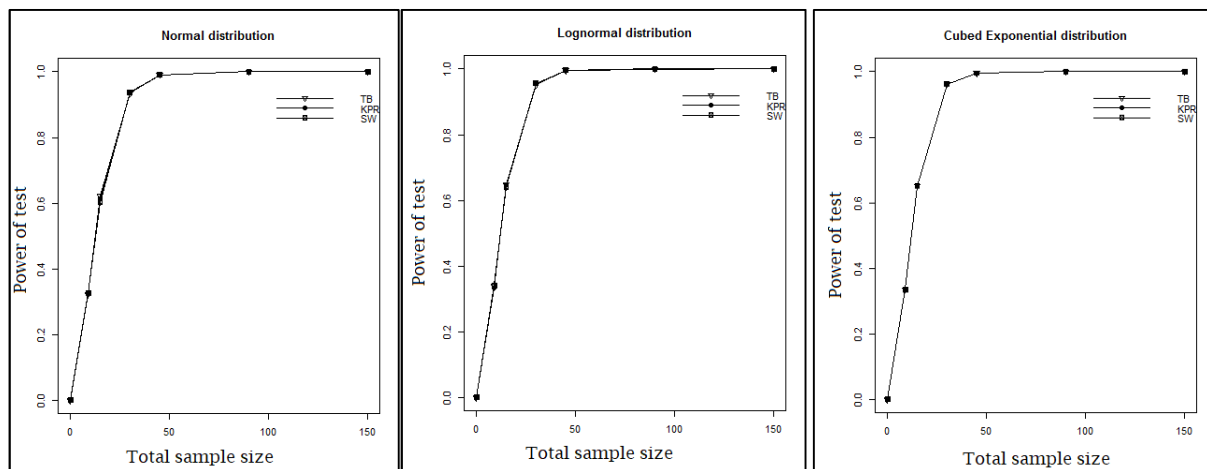 Normal distribution
TB
KPR
SW
Power of test
0.0
0.2
0.4
0.6
0.8
1.0
0
50
100
150
Total sample size
Lognormal distribution
TB
KPR
SW
Power of test
0.0
0.2
0.4
0.6
0.8
1.0
0
50
100
150
Total sample size
Cubed Exponential distribution
TB
KPR
SW
Power of test
0.0
0.2
0.4
0.6
0.8
1.0
0
50
100
150
Total sample size